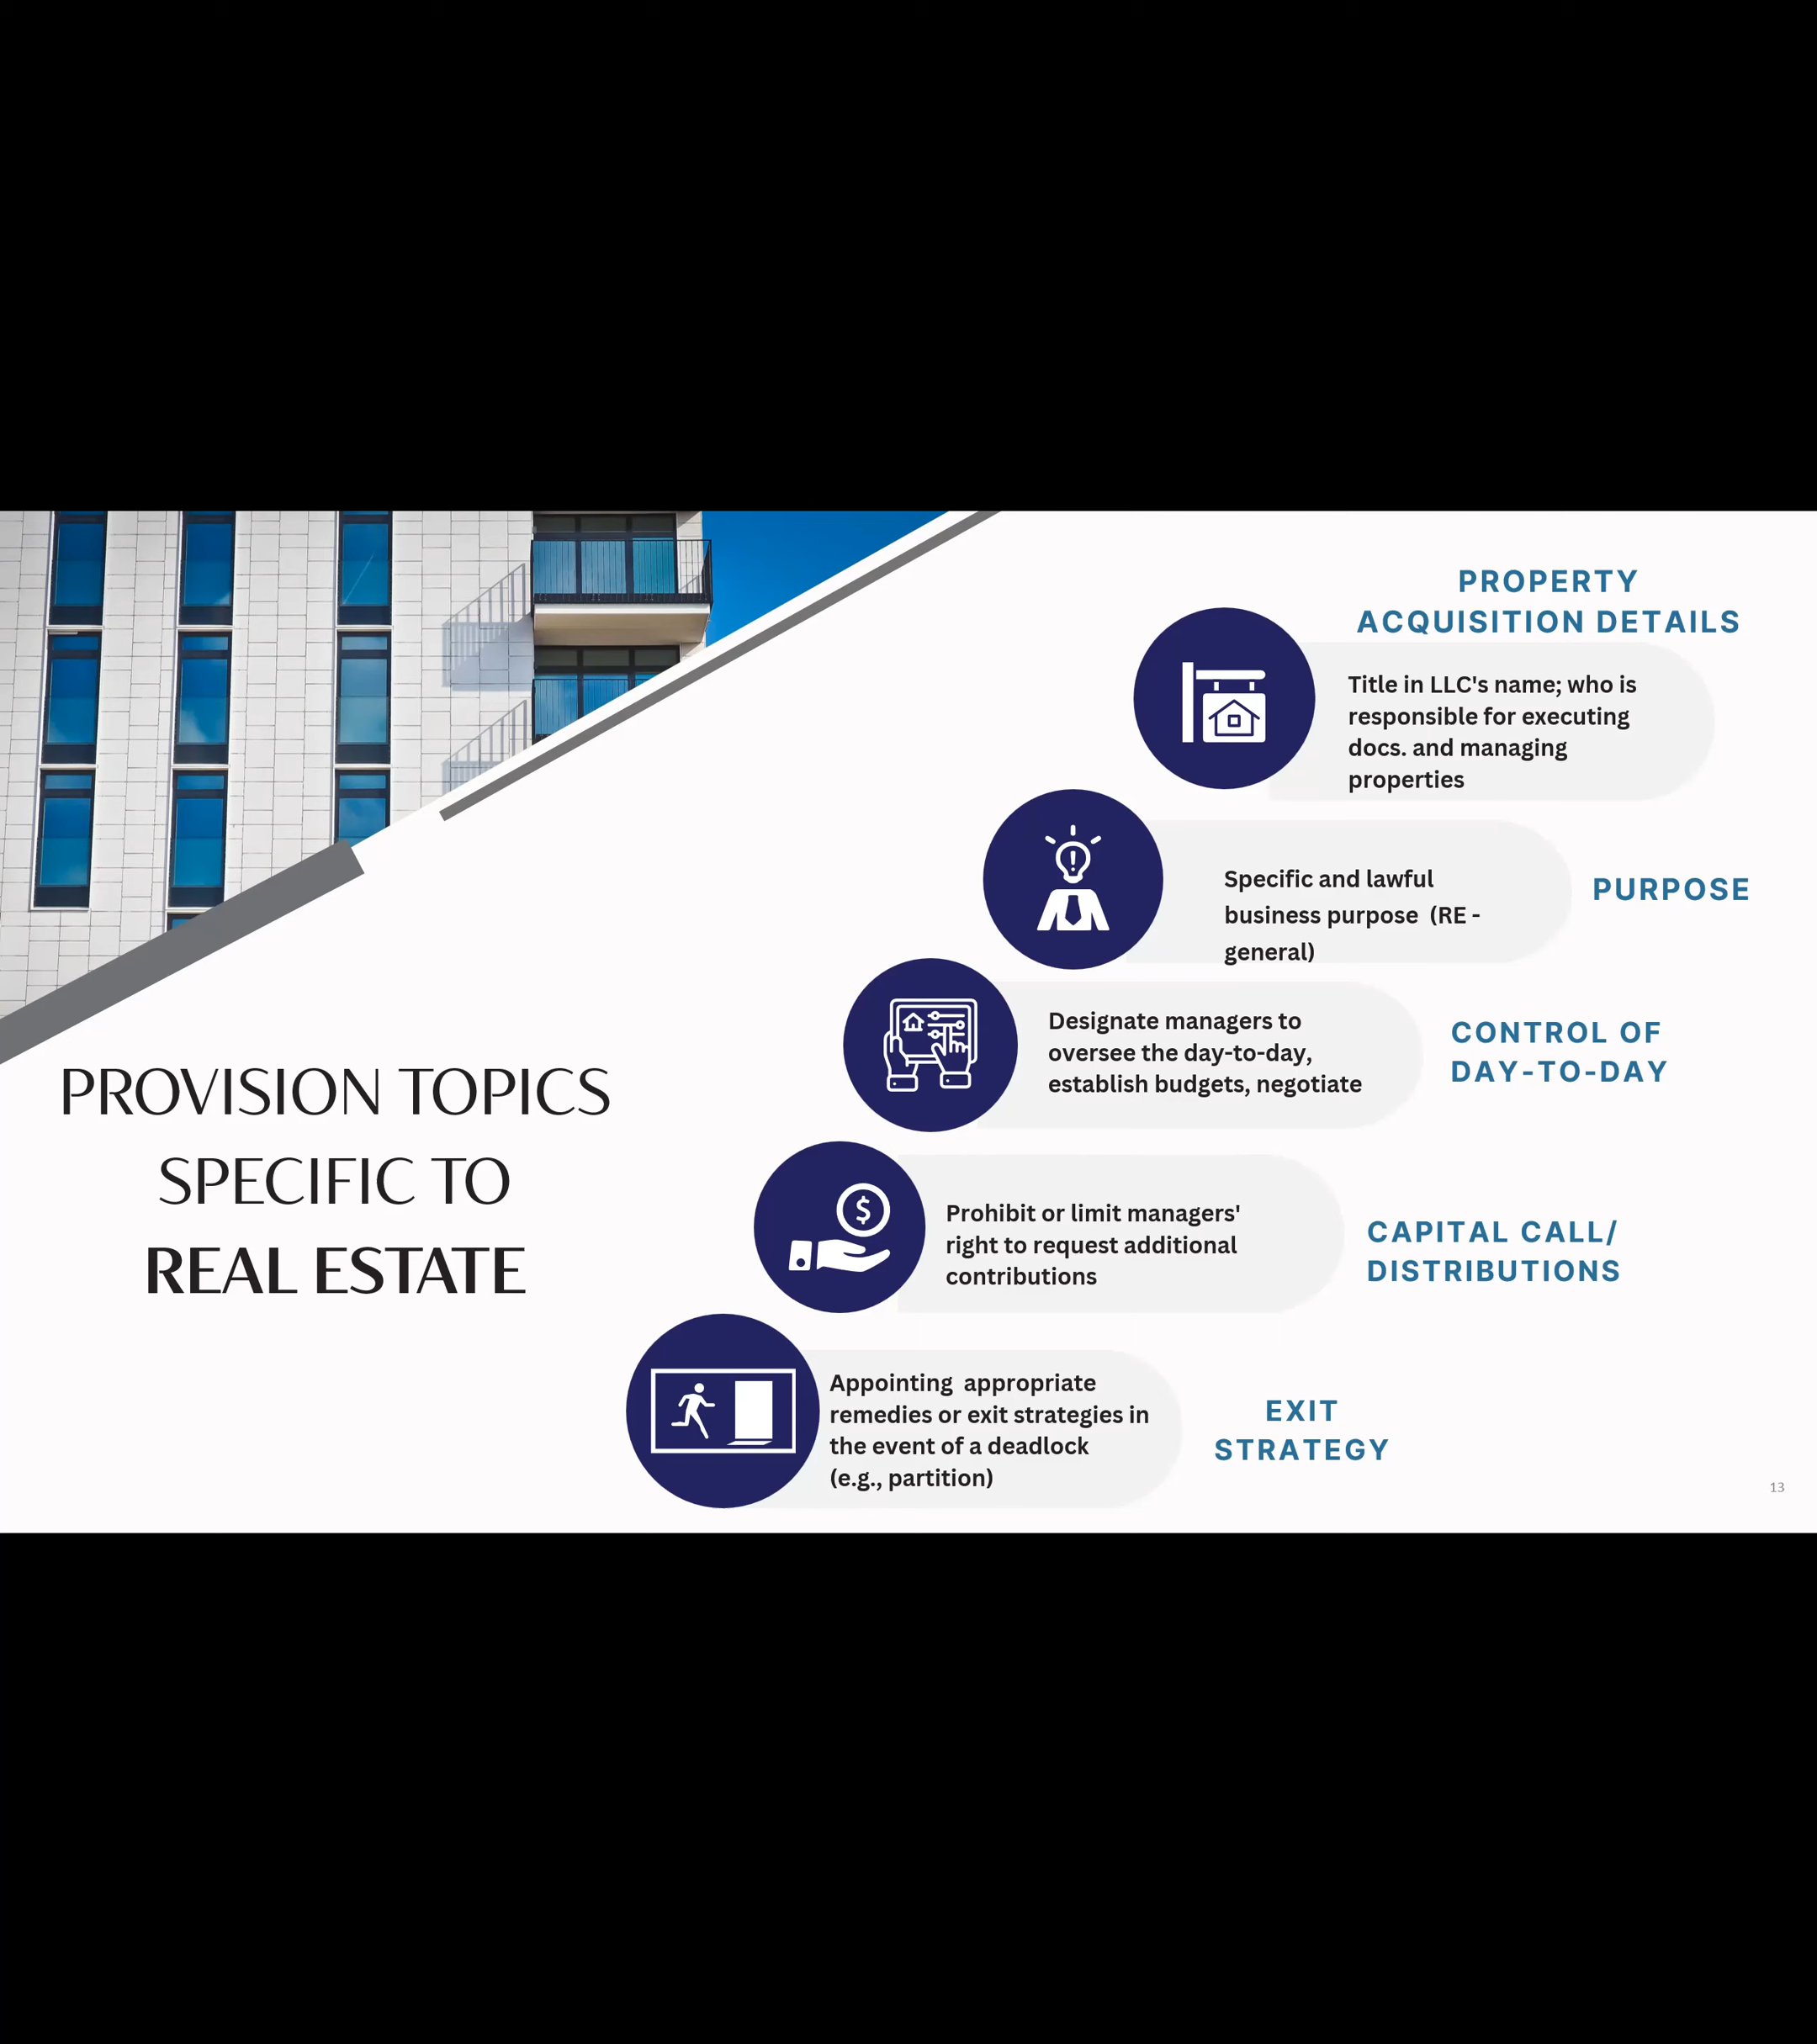 PROVISION TOPICS
SPECIFIC TO
REAL ESTATE
PROPERTY
ACQUISITION DETAILS
Title in LLC's name; who is
responsible for executing
docs. and managing
properties
Specific and lawful
business purpose  (RE -
general)
PURPOSE
Designate managers to
oversee the day-to-day,
establish budgets, negotiate
CONTROL OF
DAY-TO-DAY
$
Prohibit or limit managers'
right to request additional
contributions
CAPITAL CALL/
DISTRIBUTIONS
Appointing  appropriate
remedies or exit strategies in
the event of a deadlock
(e.g., partition)
EXIT
STRATEGY
13